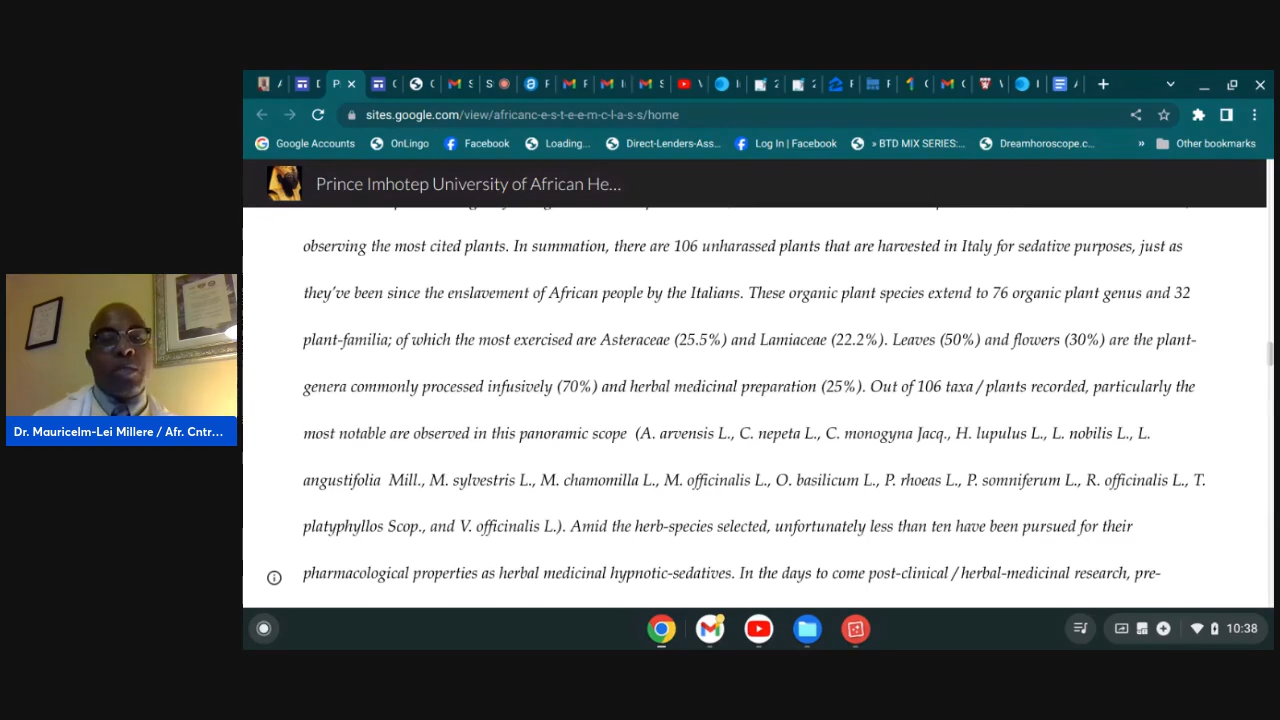 sites.google.com/view/africanc-e-s-t-e-e-m-c-l-a-s-s/home
Google Accounts OnLingo Facebook Loading... Direct-Lenders-Ass... Log In | Facebook » BTD MIX SERIES:... Dreamhoroscope.c... » Other bookmarks
Prince Imhotep University of African He...
observing the most cited plants. In summation, there are 106 unharassed plants that are harvested in Italy for sedative purposes, just as
they've been since the enslavement of African people by the Italians. These organic plant species extend to 76 organic plant genus and 32
plant-familia; of which the most exercised are Asteraceae (25.5%) and Lamiaceae (22.2%). Leaves (50%) and flowers (30%) are the plant-
genera commonly processed infusively (70%) and herbal medicinal preparation (25%). Out of 106 taxa / plants recorded, particularly the
most notable are observed in this panoramic scope (A. arvensis L., C. nepeta L., C. monogyna Jacq., H. lupulus L., L. nobilis L., L.
angustifolia Mill., M. sylvestris L., M. chamomilla L., M. officinalis L., O. basilicum L., P. rhoeas L., P. somniferum L., R. officinalis L., T.
platyphyllos Scop., and V. officinalis L.). Amid the herb-species selected, unfortunately less than ten have been pursued for their
pharmacological properties as herbal medicinal hypnotic-sedatives. In the days to come post-clinical / herbal-medicinal research, pre-
Dr. Mauricelm-Lei Millere / Afr. Cntr...
10:38